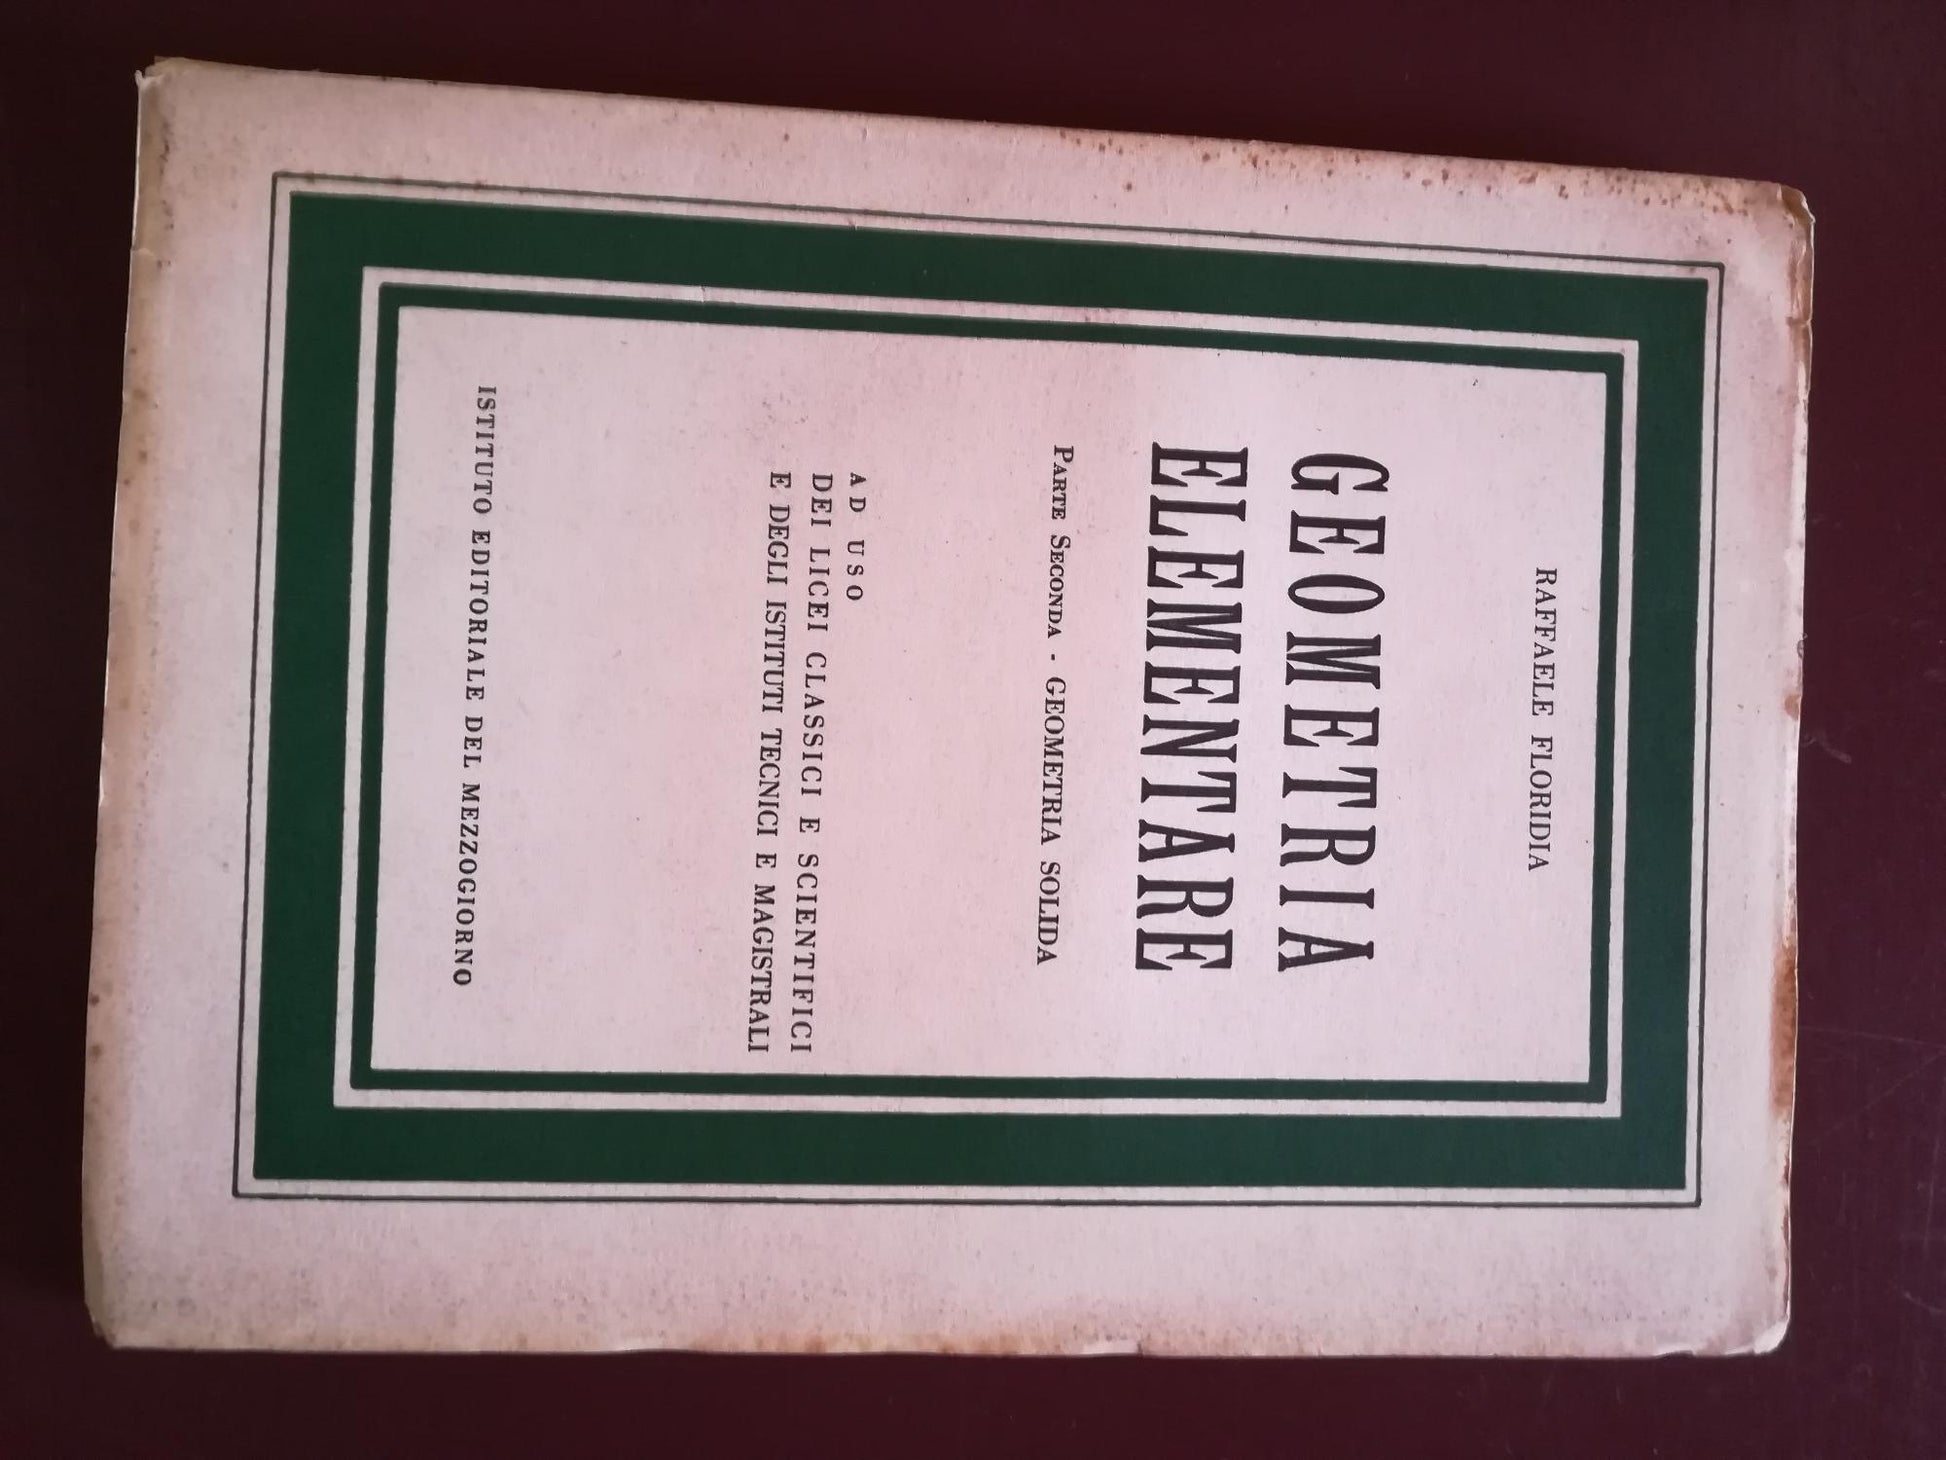 RAFFAELE FLORIDIA
GEOMETRIA
ELEMENTARE
PARTE SECONDA - GEOMETRIA SOLIDA
AD USO
DEI LICEI CLASSICI E SCIENTIFICI
E DEGLI ISTITUTI TECNICI E MAGISTRALI
ISTITUTO EDITORIALE DEL MEZZOGIORNO